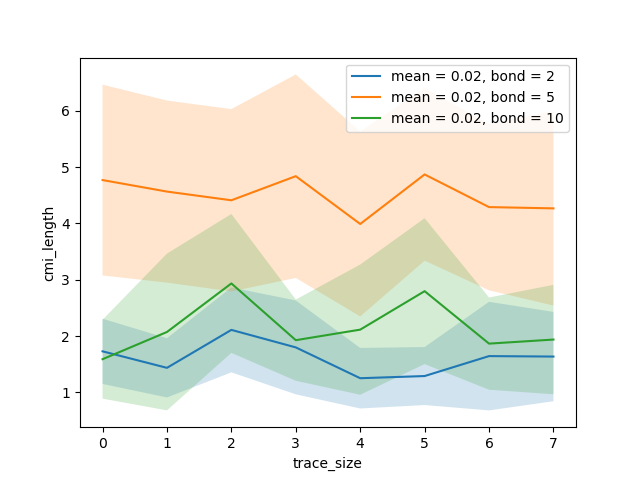 mean = 0.02, bond = 2
mean = 0.02, bond = 5
mean = 0.02, bond = 10
6
5
4
3
2
1
cmi_length
0 1 2 3 4 5 6 7
trace_size